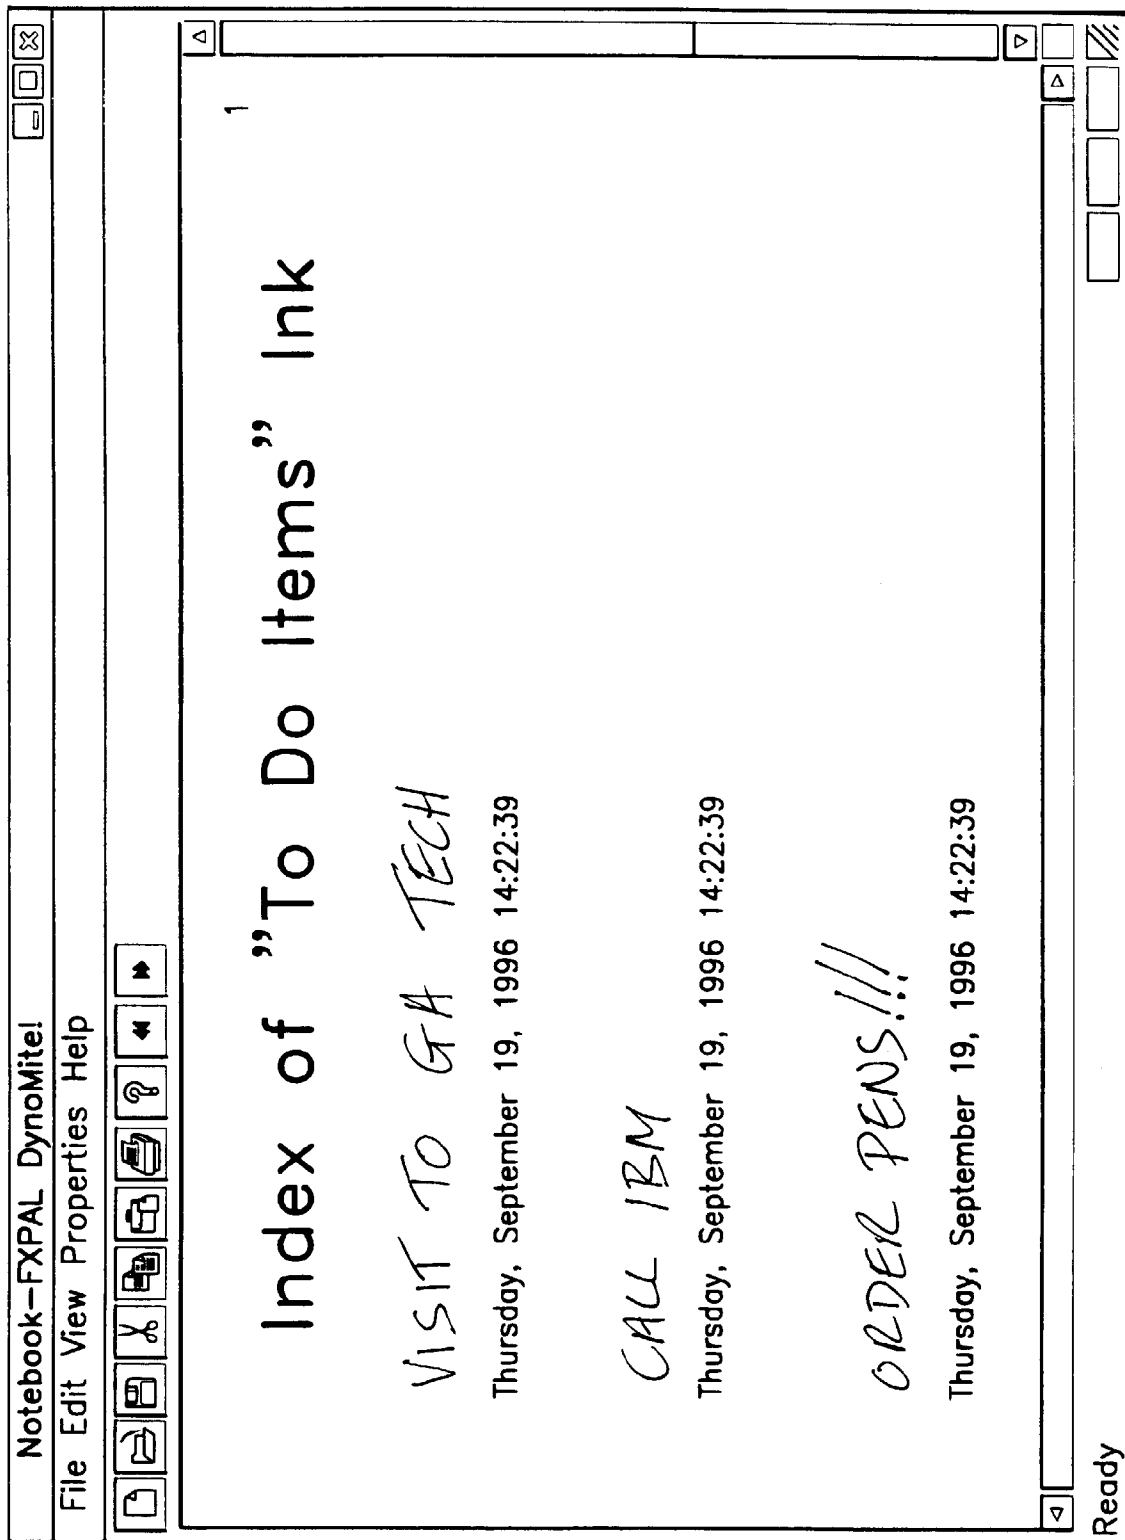 Notebook—FXPAL DynoMite!
File Edit View Properties Help
?
1
Index of "To Do Items" Ink
VISIT TO GA TECH
Thursday, September 19, 1996 14:22:39
CALL IBM
Thursday, September 19, 1996 14:22:39
ORDER PENS!!!
Thursday, September 19, 1996 14:22:39
Ready